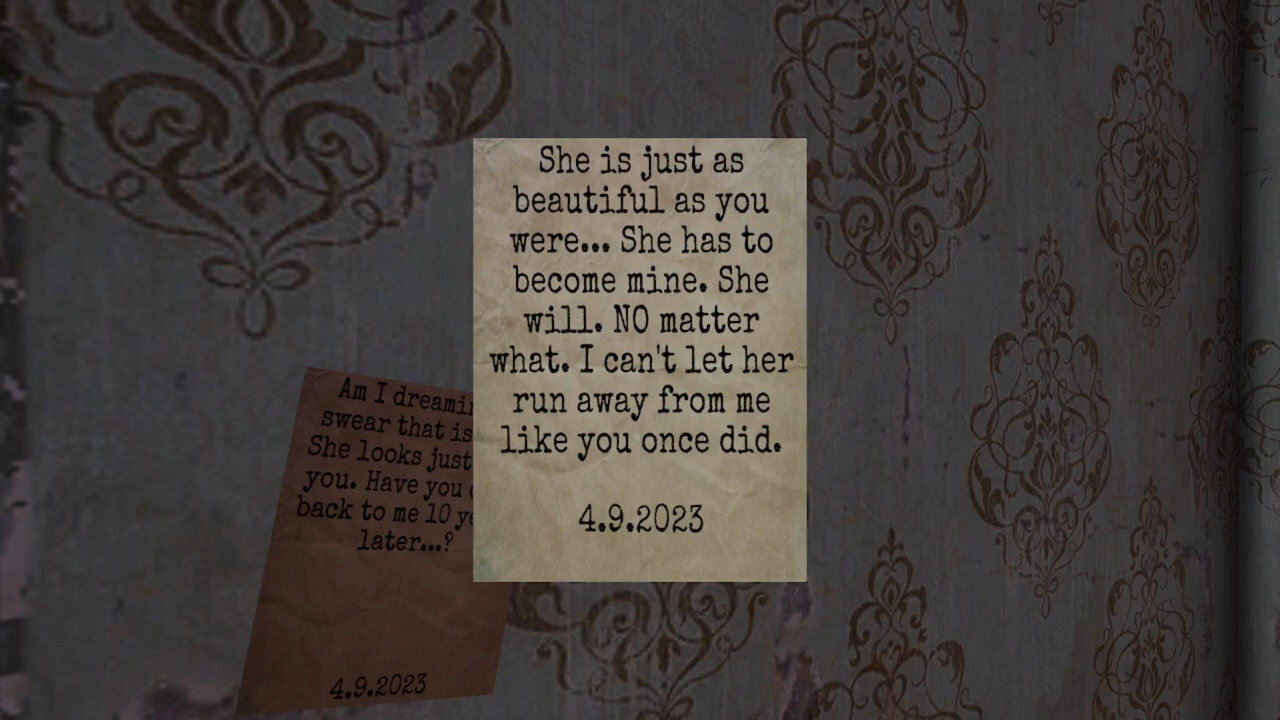 She is just as
beautiful as you
were... She has to
become mine. She
will. NO matter
what. I can't let her
run away from me
like you once did.
4.9.2023
Am I
swear that is
She looks just
you. Have you
back to me 10
later...?
4.9.2023